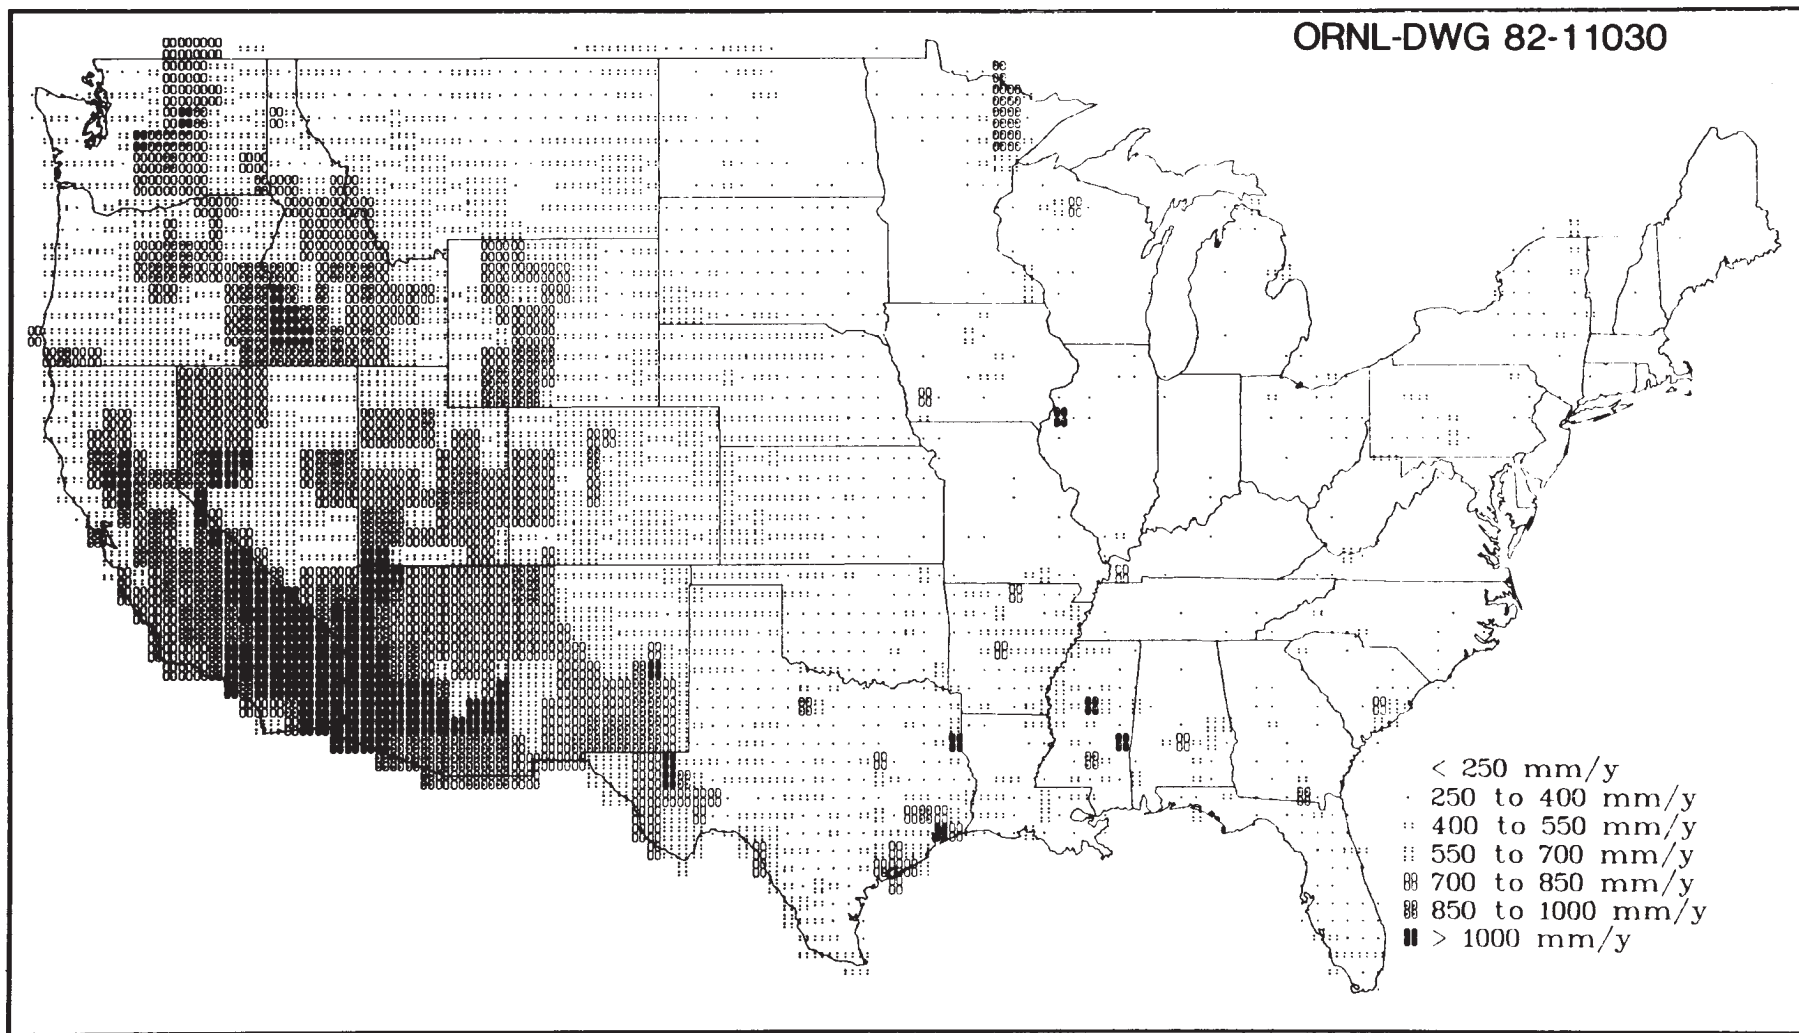 ORNL-DWG 82-11030
< 250 mm/y
250 to 400 mm/y
400 to 550 mm/y
550 to 700 mm/y
700 to 850 mm/y
850 to 1000 mm/y
> 1000 mm/y